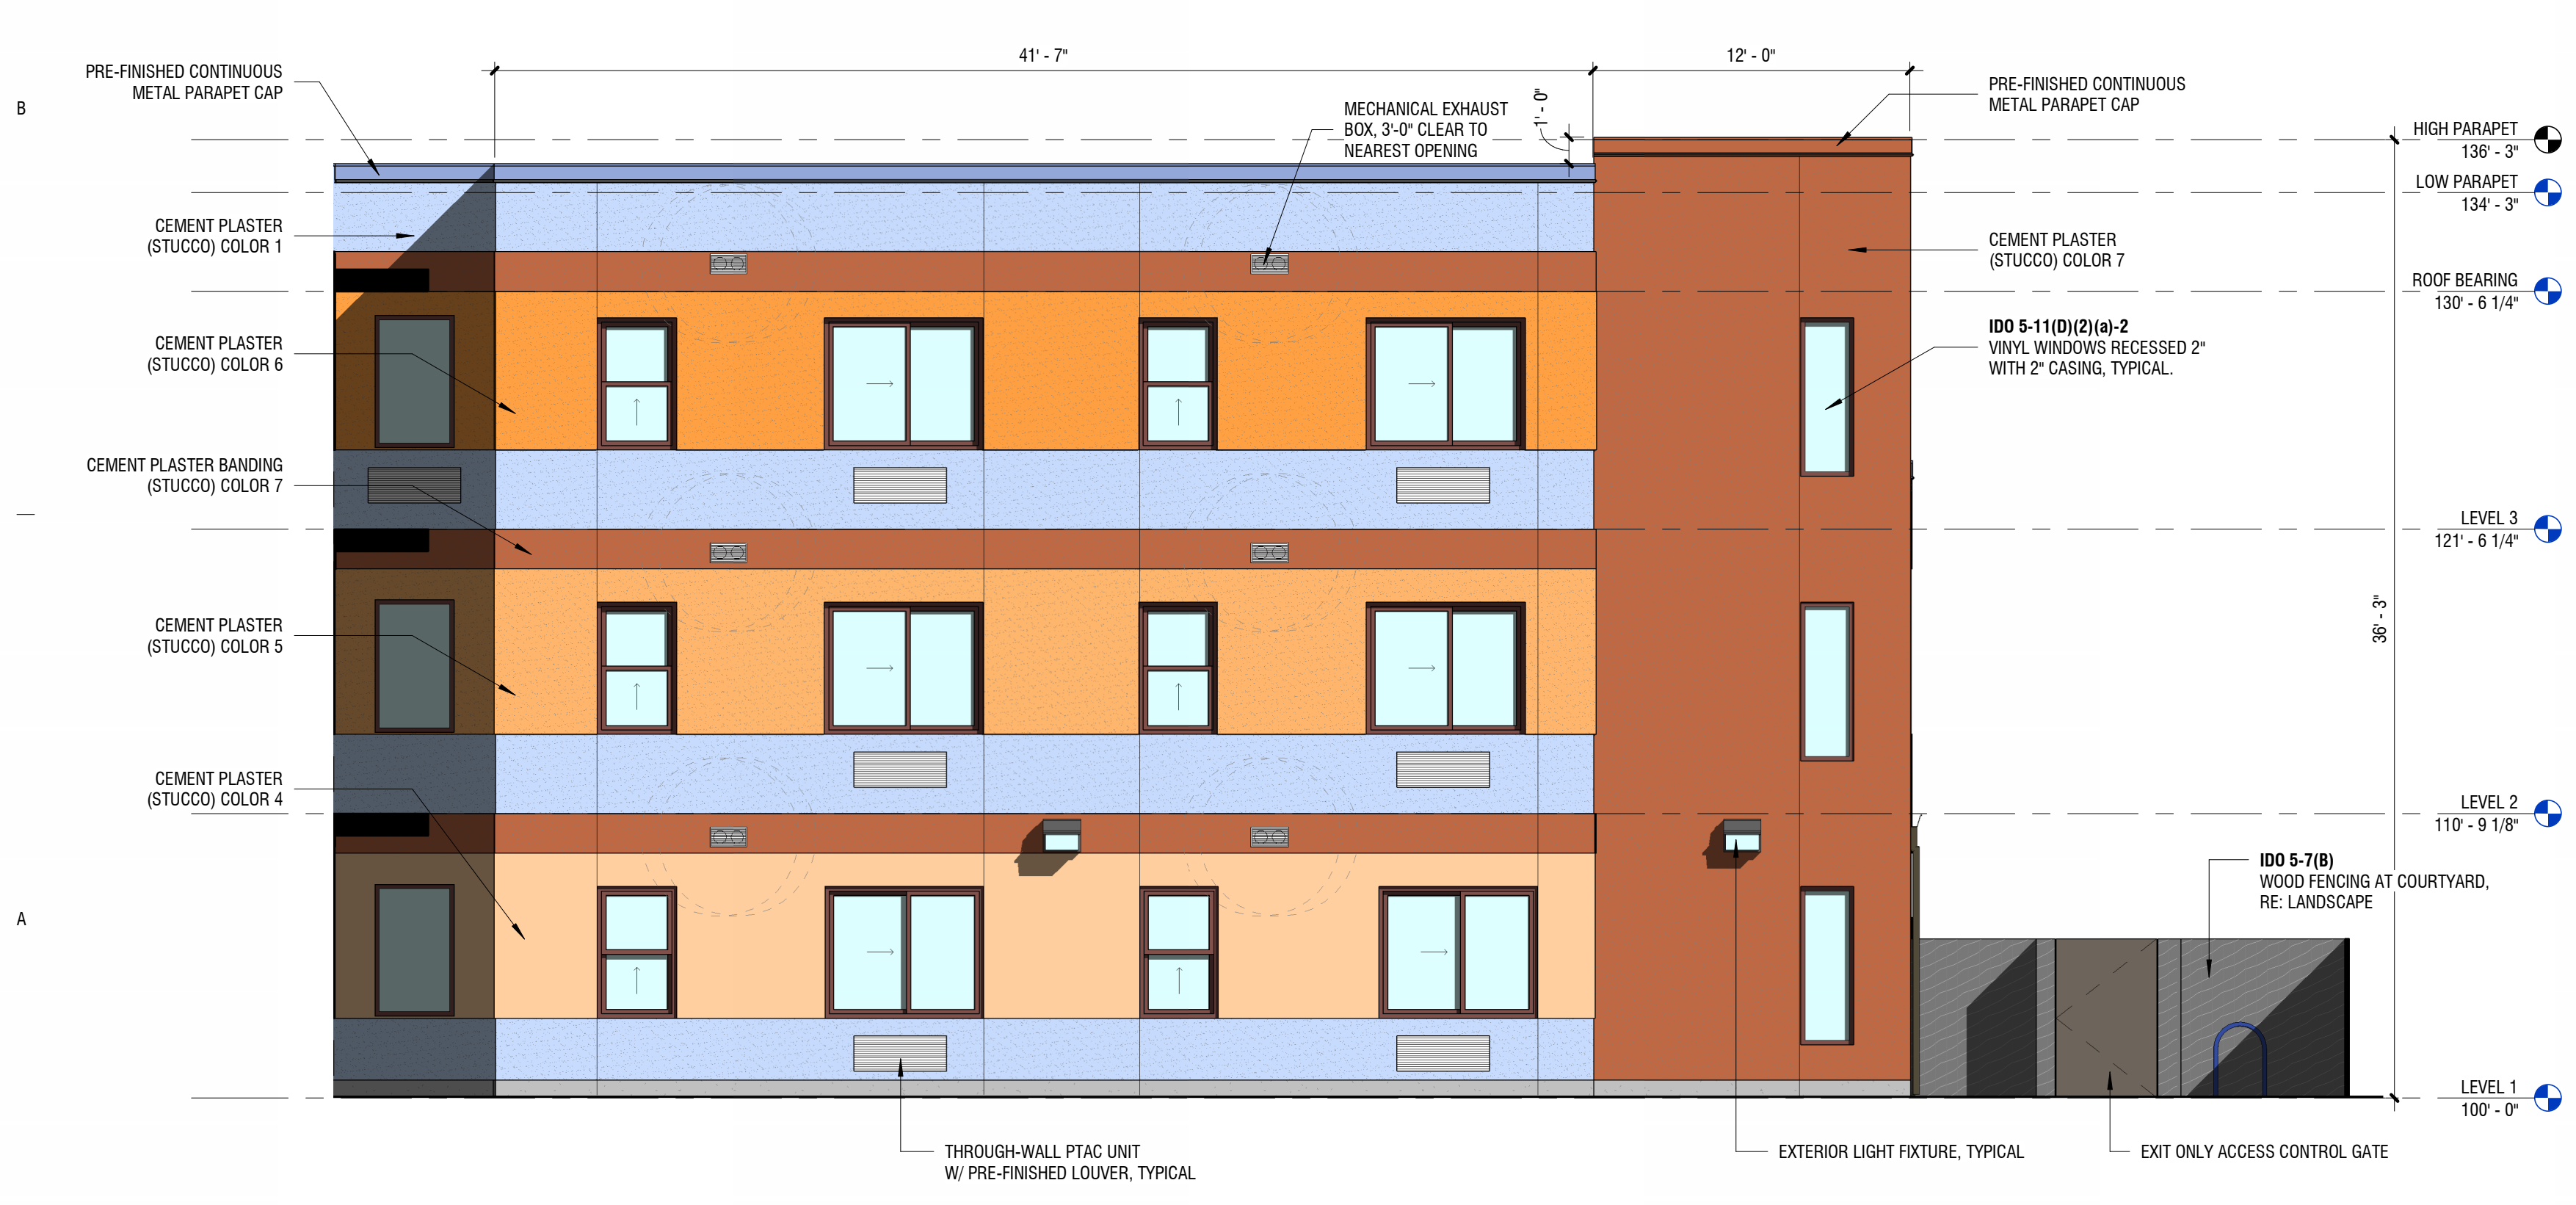 41' - 7"
12' - 0"
PRE-FINISHED CONTINUOUS
METAL PARAPET CAP
B
MECHANICAL EXHAUST
BOX, 3'-0" CLEAR TO
NEAREST OPENING
1' - 0"
PRE-FINISHED CONTINUOUS
METAL PARAPET CAP
HIGH PARAPET
136' - 3"
LOW PARAPET
134' - 3"
CEMENT PLASTER
(STUCCO) COLOR 1
CEMENT PLASTER
(STUCCO) COLOR 7
ROOF BEARING
130' - 6 1/4"
CEMENT PLASTER
(STUCCO) COLOR 6
IDO 5-11(D)(2)(a)-2
VINYL WINDOWS RECESSED 2"
WITH 2" CASING, TYPICAL.
CEMENT PLASTER BANDING
(STUCCO) COLOR 7
LEVEL 3
121' - 6 1/4"
36' - 3"
CEMENT PLASTER
(STUCCO) COLOR 5
CEMENT PLASTER
(STUCCO) COLOR 4
LEVEL 2
110' - 9 1/8"
A
IDO 5-7(B)
WOOD FENCING AT COURTYARD,
RE: LANDSCAPE
LEVEL 1
100' - 0"
THROUGH-WALL PTAC UNIT
W/ PRE-FINISHED LOUVER, TYPICAL
EXTERIOR LIGHT FIXTURE, TYPICAL
EXIT ONLY ACCESS CONTROL GATE